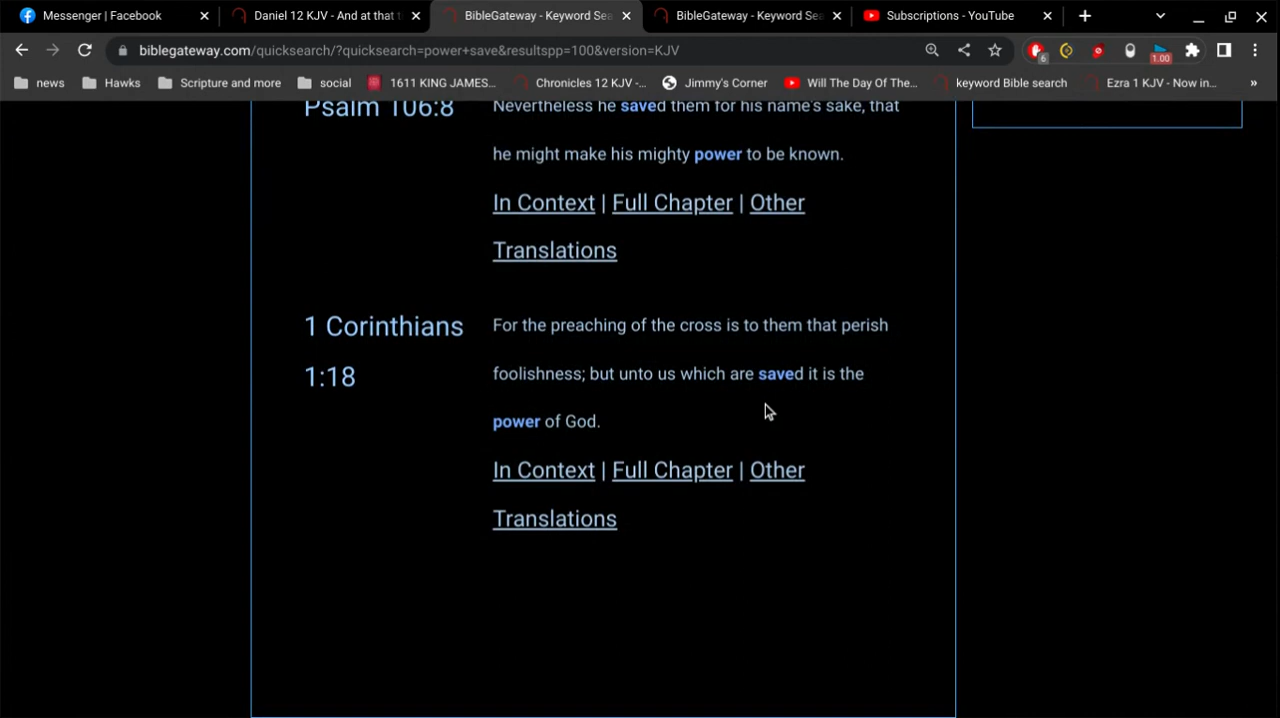 Messenger | Facebook
Daniel 12 KJV - And at that t
BibleGateway - Keyword Sea
BibleGateway - Keyword Sea
Subscriptions - YouTube
biblegateway.com/quicksearch/?quicksearch=power+save&resultspp=100&version=KJV
6
1.00
news
Hawks
Scripture and more
social
1611 KING JAMES...
Chronicles 12 KJV -...
Jimmy's Corner
Will The Day Of The...
keyword Bible search
Ezra 1 KJV - Now in...
»
Psalm 106:8
Nevertheless he saved them for his name's sake, that
he might make his mighty power to be known.
In Context | Full Chapter | Other
Translations
1 Corinthians
1:18
For the preaching of the cross is to them that perish
foolishness; but unto us which are saved it is the
power of God.
In Context | Full Chapter | Other
Translations